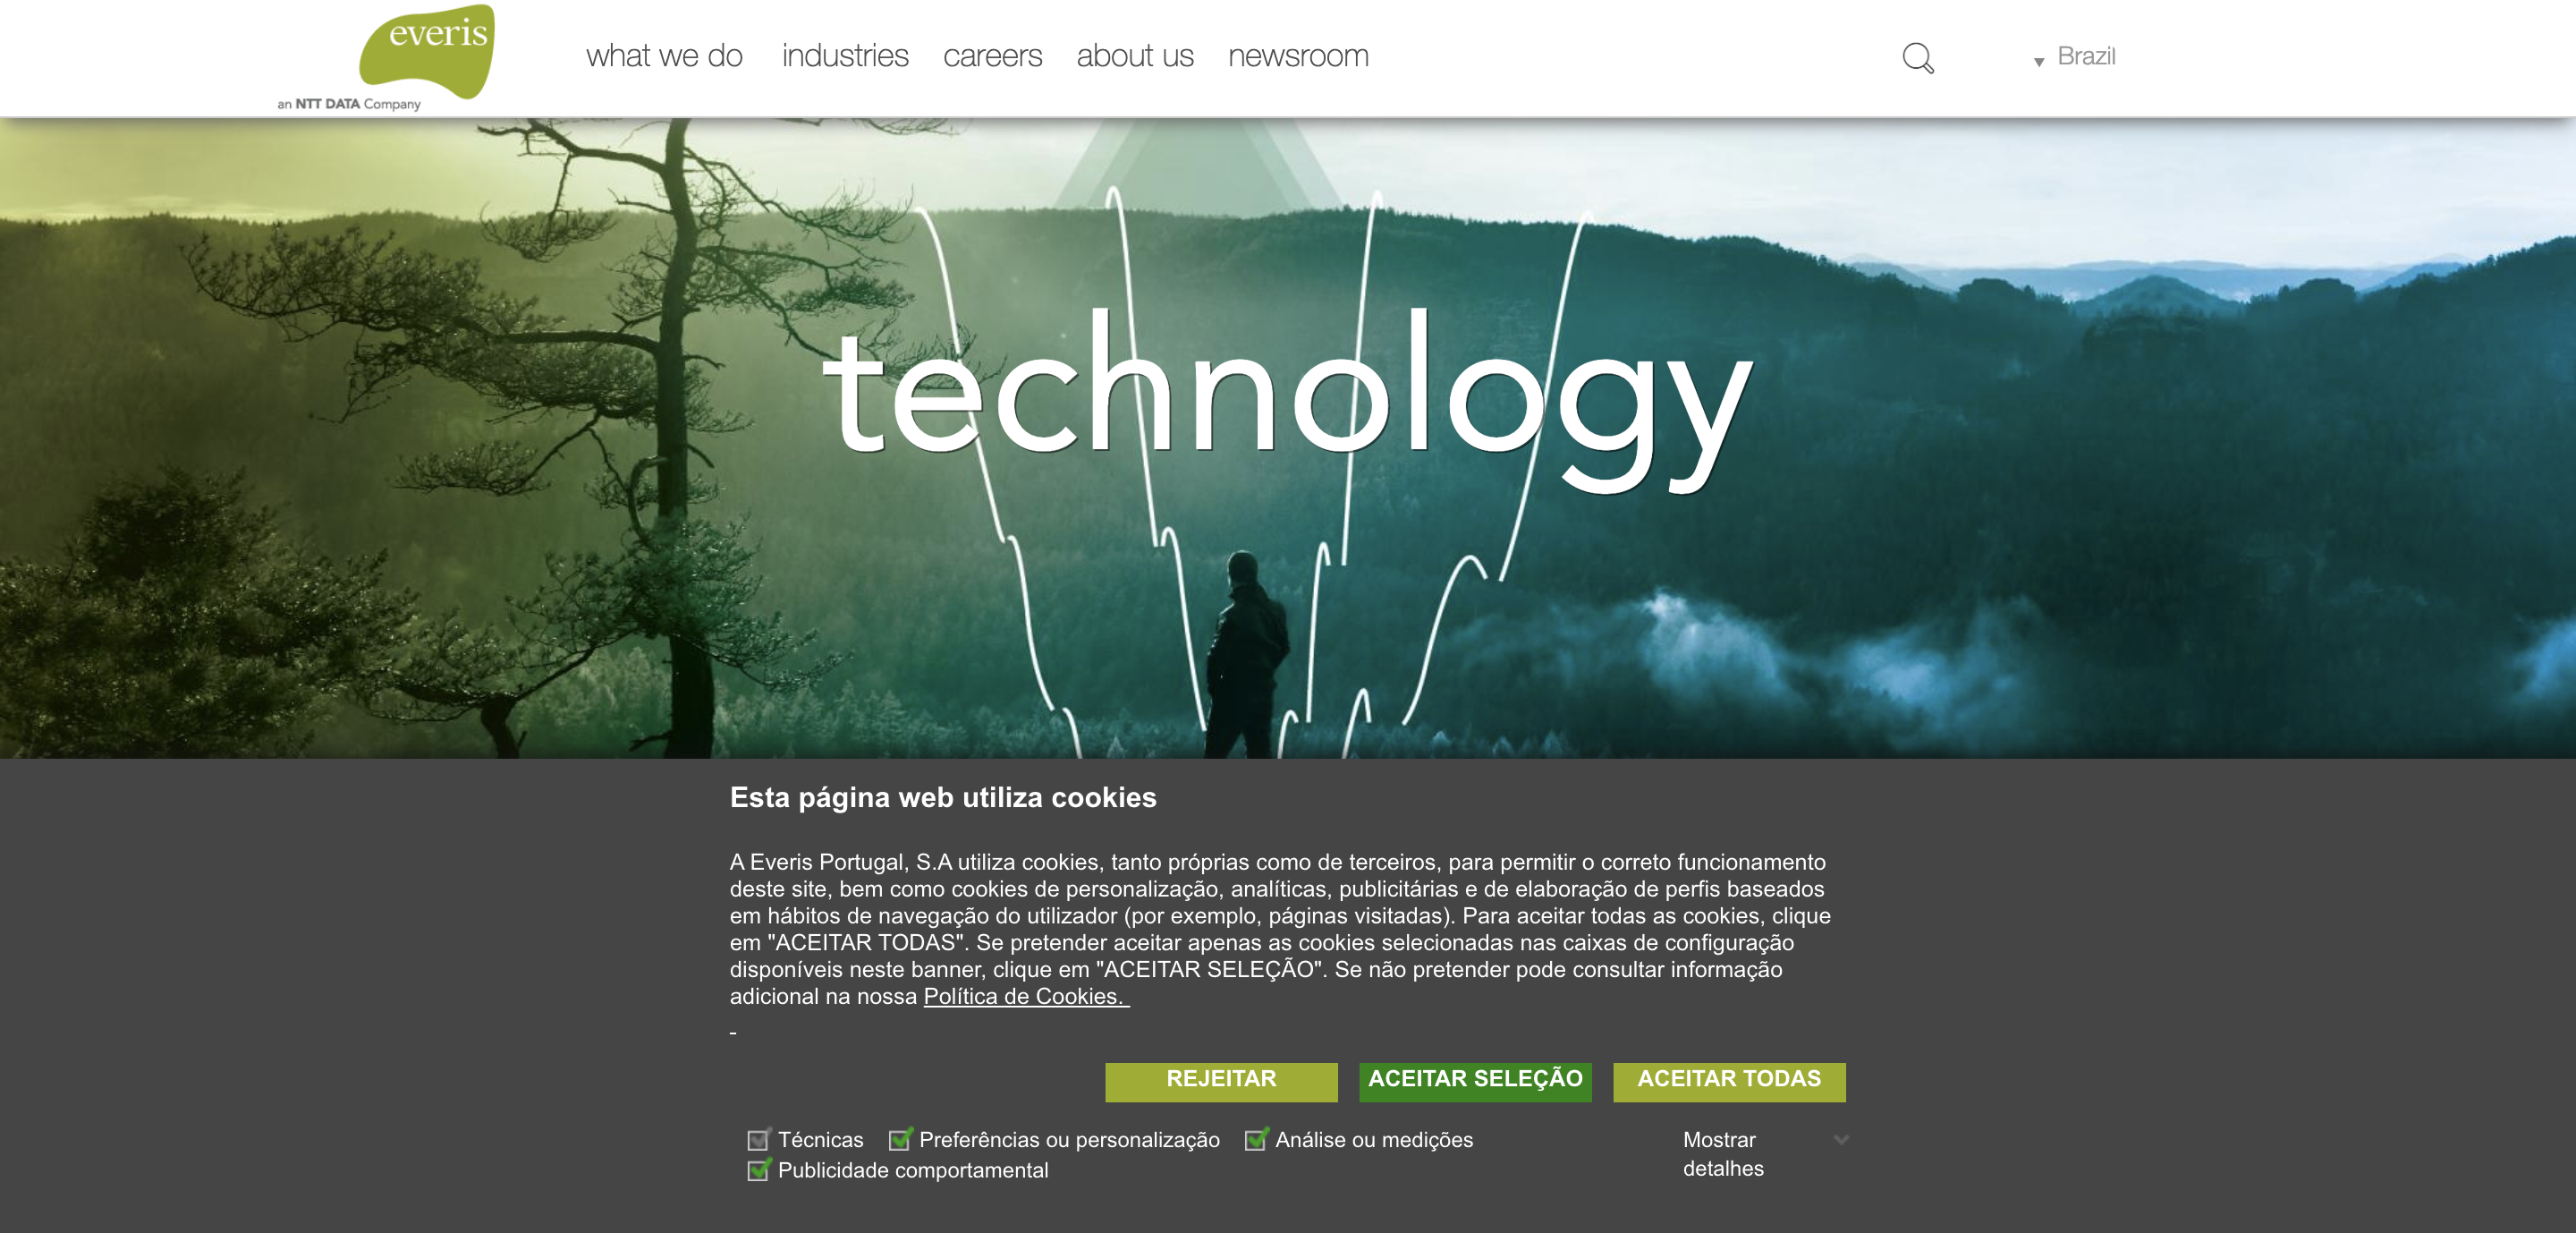 everis
an NTT DATA Company
what we do
industries
careers
about us
newsroom
Brazil
technology
Esta página web utiliza cookies
A Everis Portugal, S.A utiliza cookies, tanto próprias como de terceiros, para permitir o correto funcionamento
deste site, bem como cookies de personalização, analíticas, publicitárias e de elaboração de perfis baseados
em hábitos de navegação do utilizador (por exemplo, páginas visitadas). Para aceitar todas as cookies, clique
em "ACEITAR TODAS". Se pretender aceitar apenas as cookies selecionadas nas caixas de configuração
disponíveis neste banner, clique em "ACEITAR SELEÇÃO". Se não pretender pode consultar informação
adicional na nossa Política de Cookies.
REJEITAR
ACEITAR SELEÇÃO
ACEITAR TODAS
Técnicas
Preferências ou personalização
Análise ou medições
Publicidade comportamental
Mostrar
detalhes